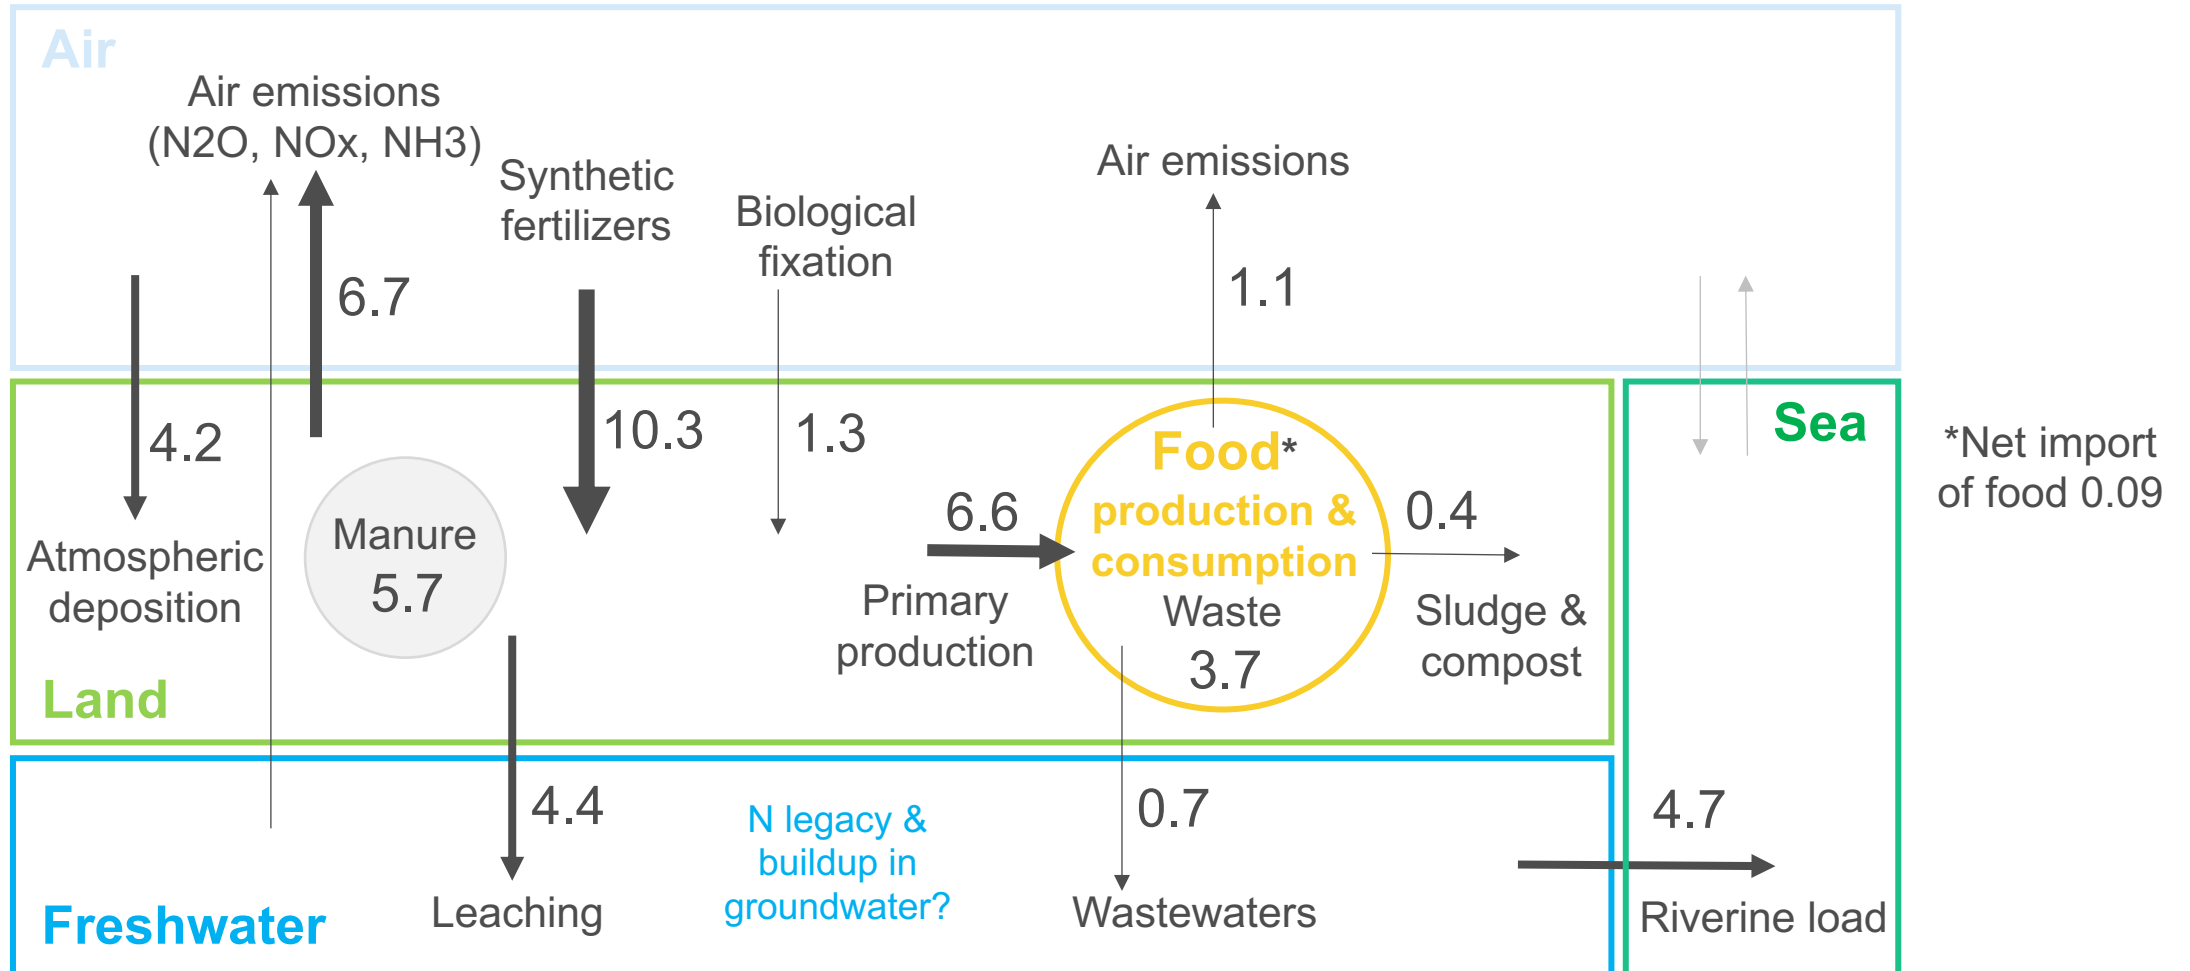 Air
Air emissions
(N2O, NOx, NH3)
Synthetic
fertilizers
Biological
fixation
Air emissions
6.7
1.1
4.2
10.3
1.3
Atmospheric
deposition
Manure
5.7
6.6
Primary
production
Food*
production &
consumption
Waste
3.7
0.4
Sludge &
compost
Sea
*Net import
of food 0.09
Land
4.4
N legacy &
buildup in
groundwater?
0.7
4.7
Freshwater
Leaching
Wastewaters
Riverine load